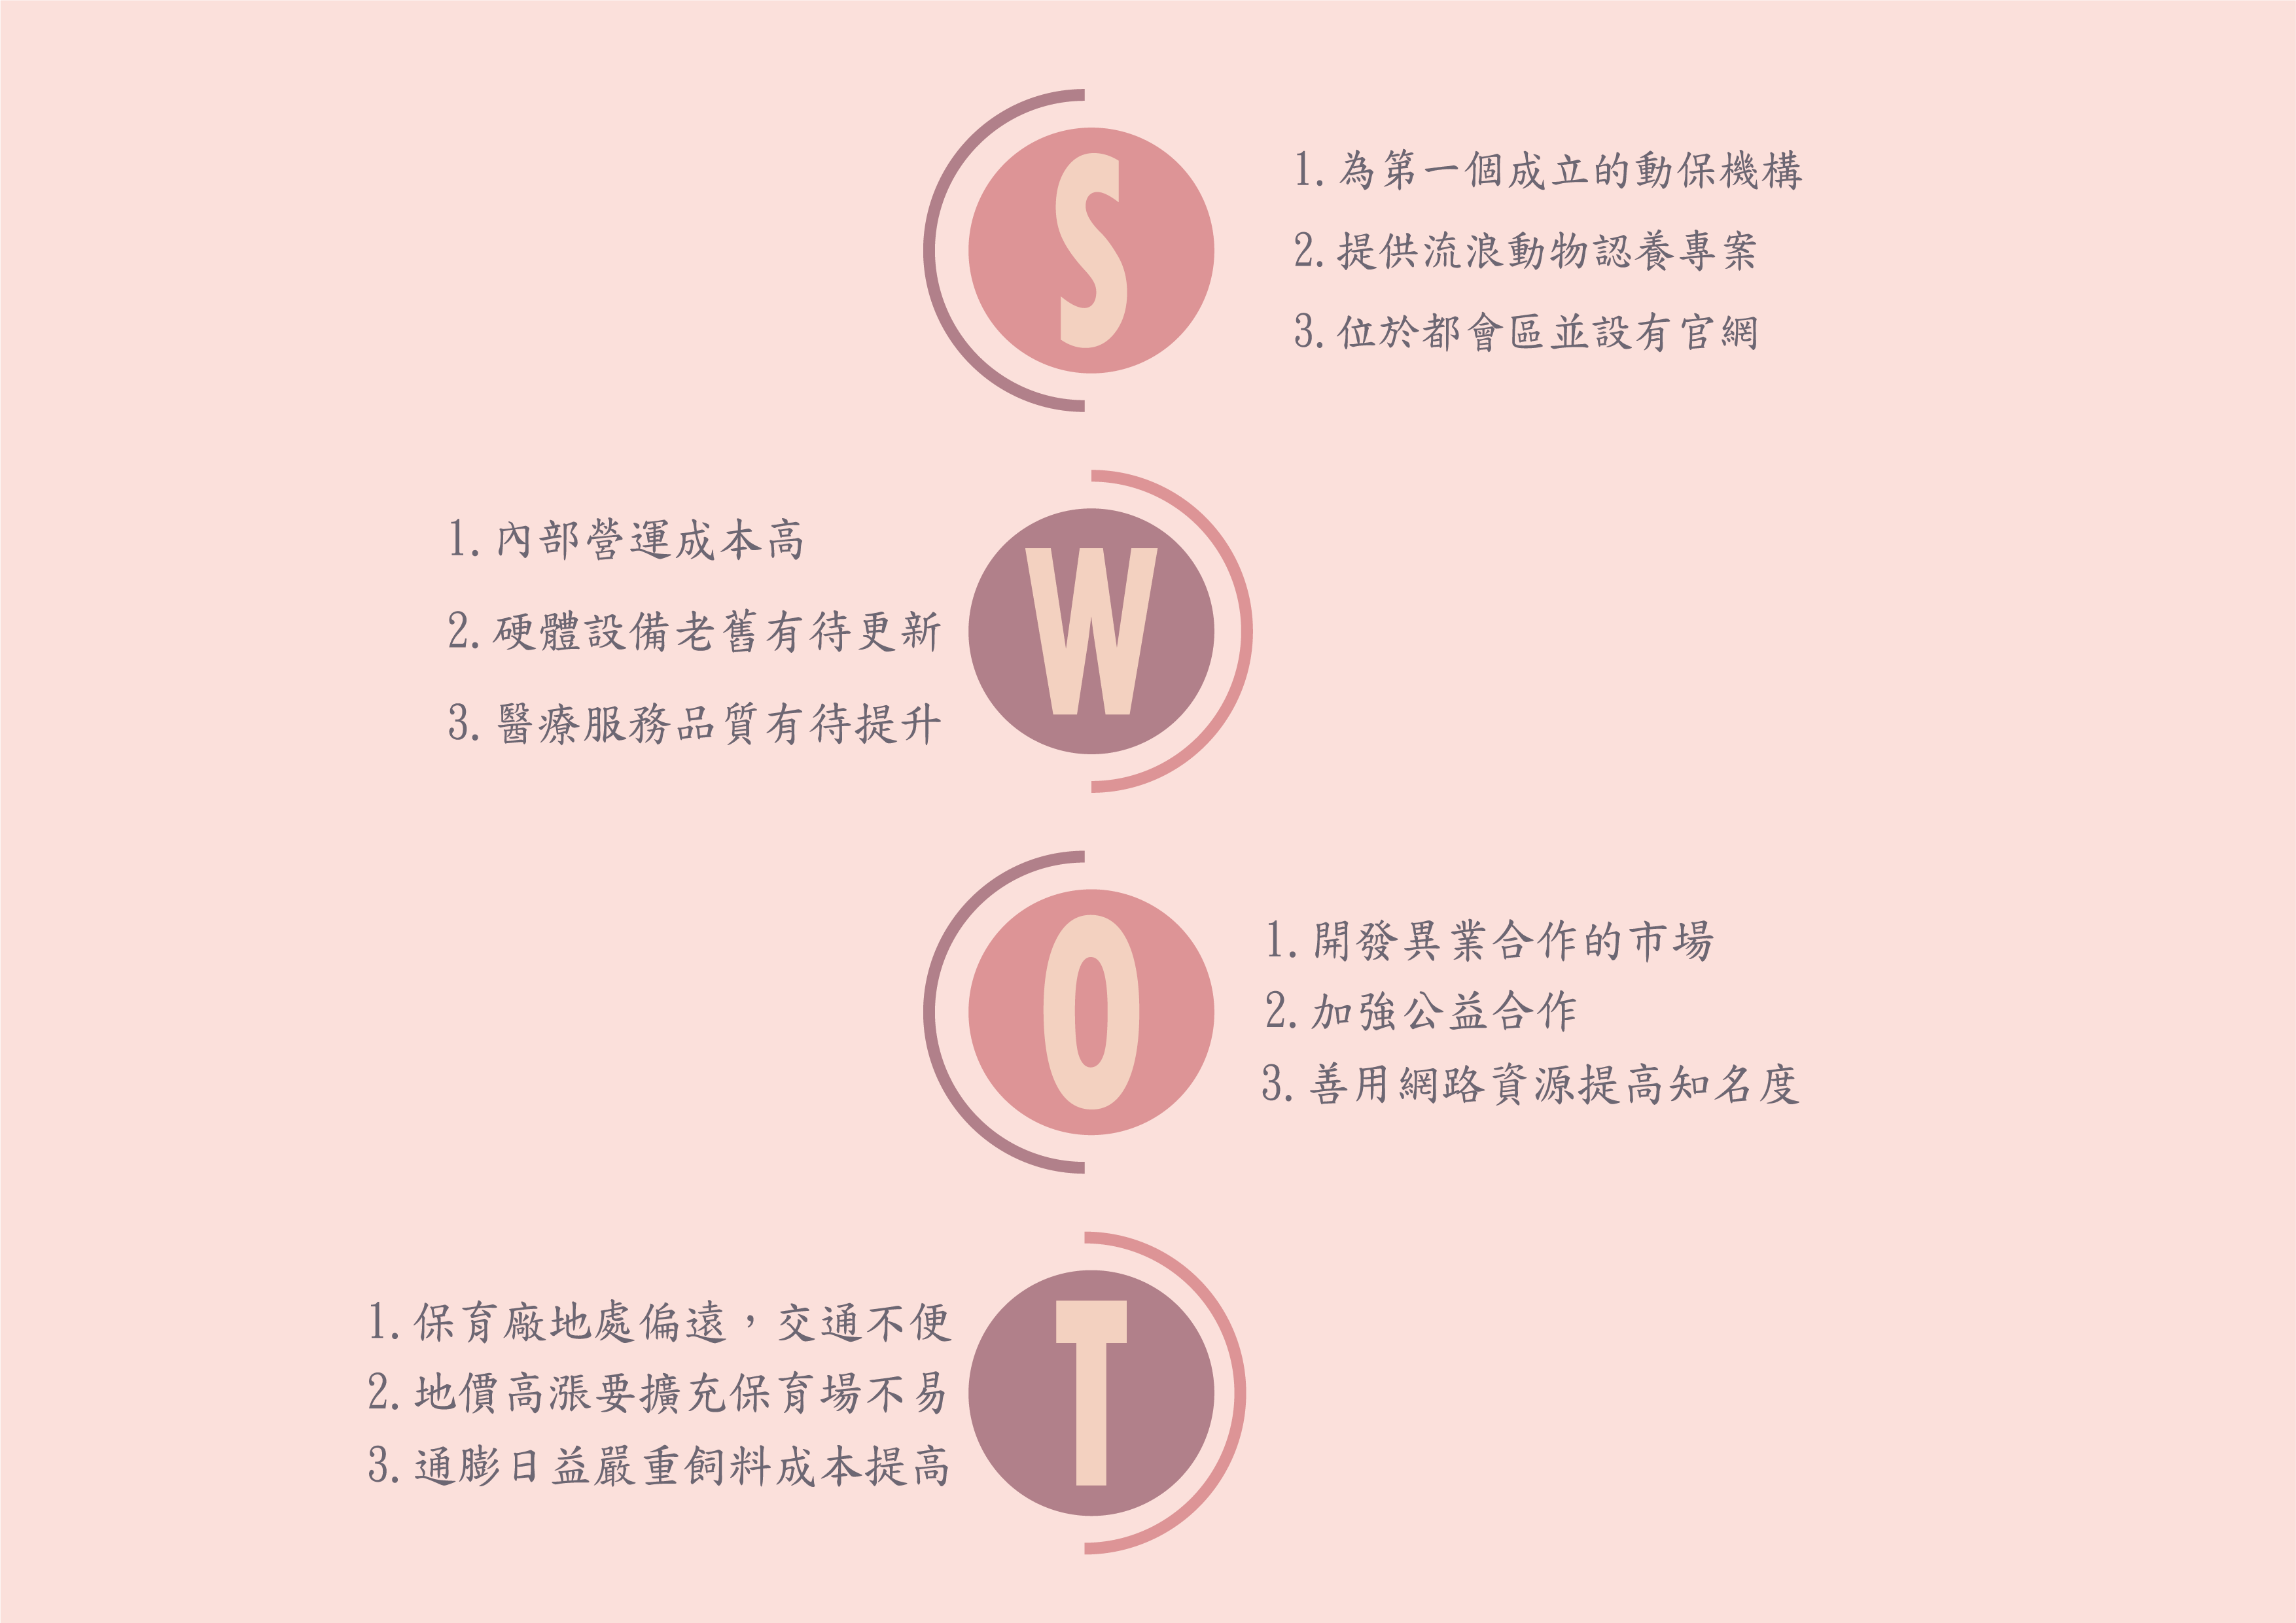 S
1.為第一個成立的動保機構
2.提供流浪動物認養專案
3.位於都會區並設有官網
W
1.內部營運成本高
2.硬體設備老舊有待更新
3.醫療服務品質有待提升
O
1.開發異業合作的市場
2.加強公益合作
3.善用網路資源提高知名度
T
1.保育廠地處偏遠，交通不便
2.地價高漲要擴充保育場不易
3.通膨日益嚴重飼料成本提高